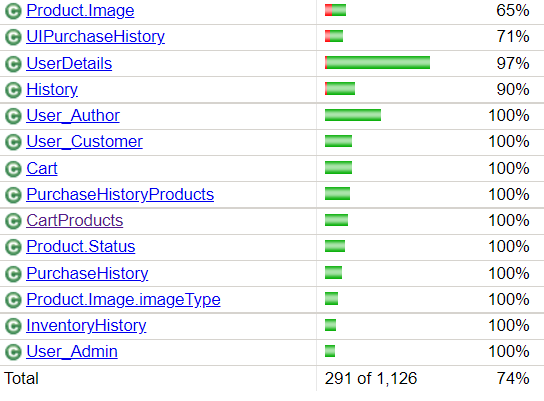 C Product.Image 65%
C UIPurchaseHistory 71%
C UserDetails 97%
C History 90%
C User_Author 100%
C User_Customer 100%
C Cart 100%
C PurchaseHistoryProducts 100%
C CartProducts 100%
C Product.Status 100%
C PurchaseHistory 100%
C Product.Image.imageType 100%
C InventoryHistory 100%
C User_Admin 100%
Total 291 of 1,126 74%